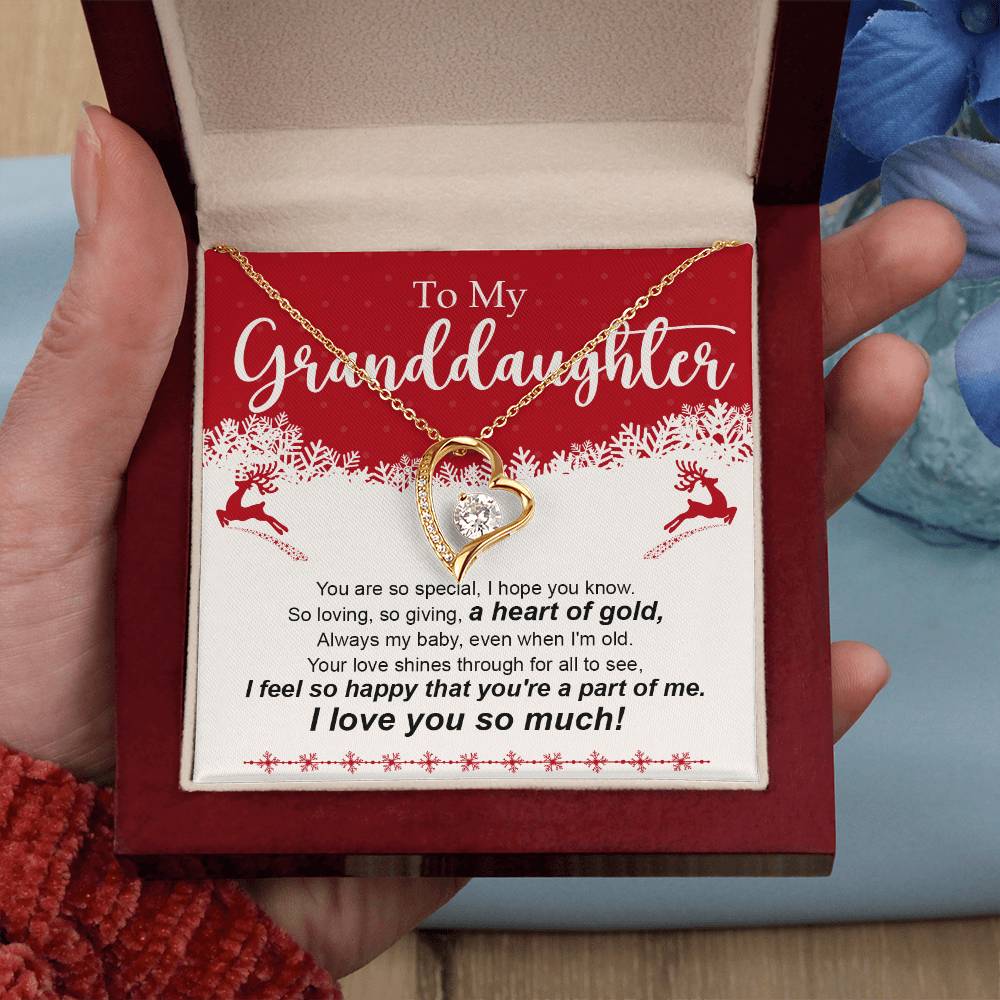 To My
Granddaughter
You are so special, I hope you know.
So loving, so giving, a heart of gold,
Always my baby, even when I'm old.
Your love shines through for all to see,
I feel so happy that you're a part of me.
I love you so much!